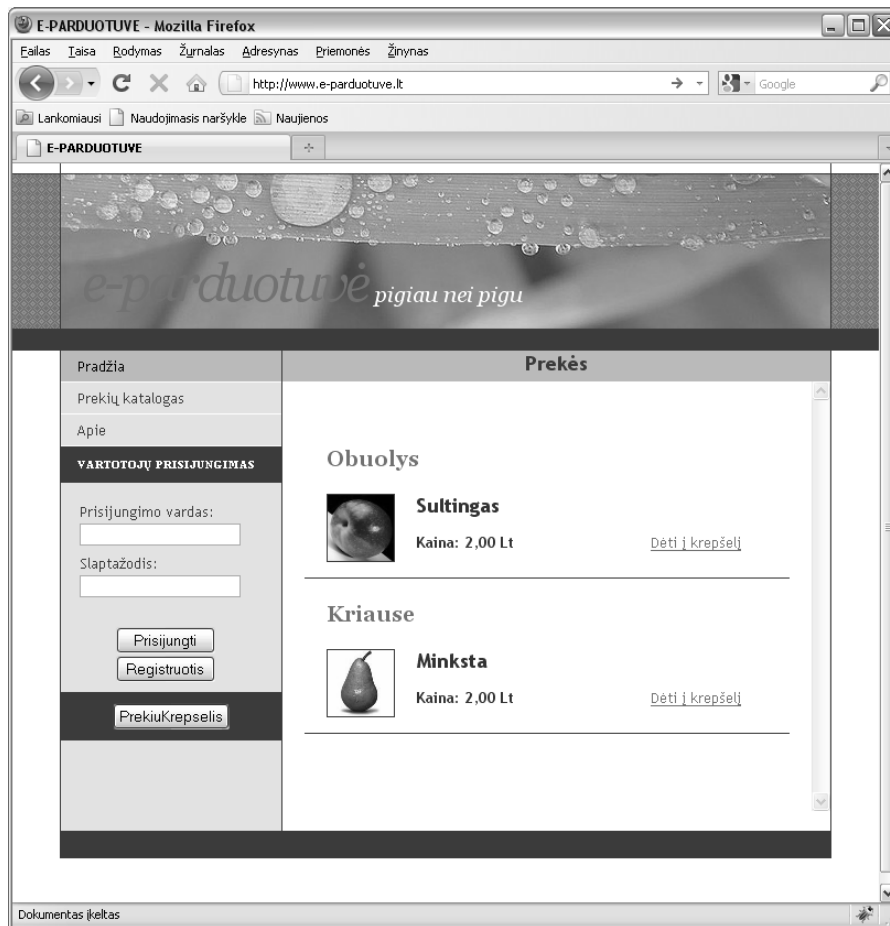 E-PARDUOTUVE - Mozilla Firefox
Failas Taisa Rodymas Žurnalas Adresynas Priemonės Žinynas
http://www.e-parduotuve.lt
Google
Lankomiausi Naudojimasis naršykle Naujienos
E-PARDUOTUVE
e-parduotuvė pigiau nei pigu
Pradžia
Prekių katalogas
Apie
VARTOTOJŲ PRISIJUNGIMAS
Prisijungimo vardas:
Slaptažodis:
Prisijungti
Registruotis
PrekiuKrepselis
Prekės
Obuolys
Sultingas
Kaina: 2,00 Lt Dėti į krepšelį
Kriause
Minksta
Kaina: 2,00 Lt Dėti į krepšelį
Dokumentas įkeltas